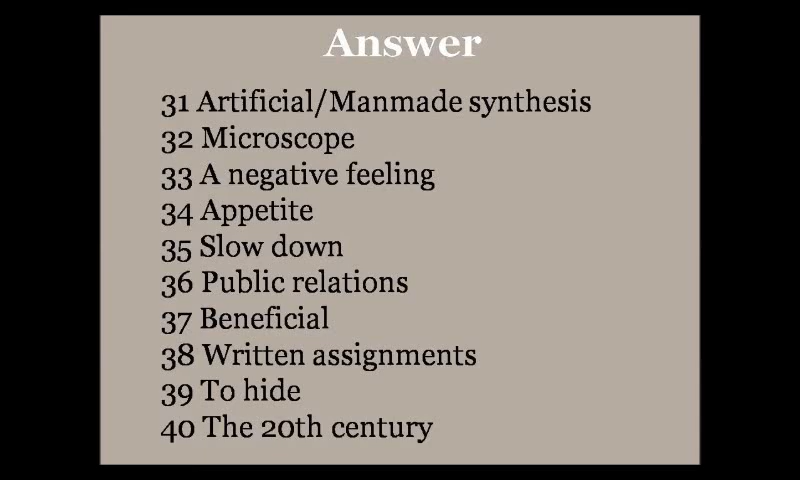 Answer
31 Artificial/Manmade synthesis
32 Microscope
33 A negative feeling
34 Appetite
35 Slow down
36 Public relations
37 Beneficial
38 Written assignments
39 To hide
40 The 20th century